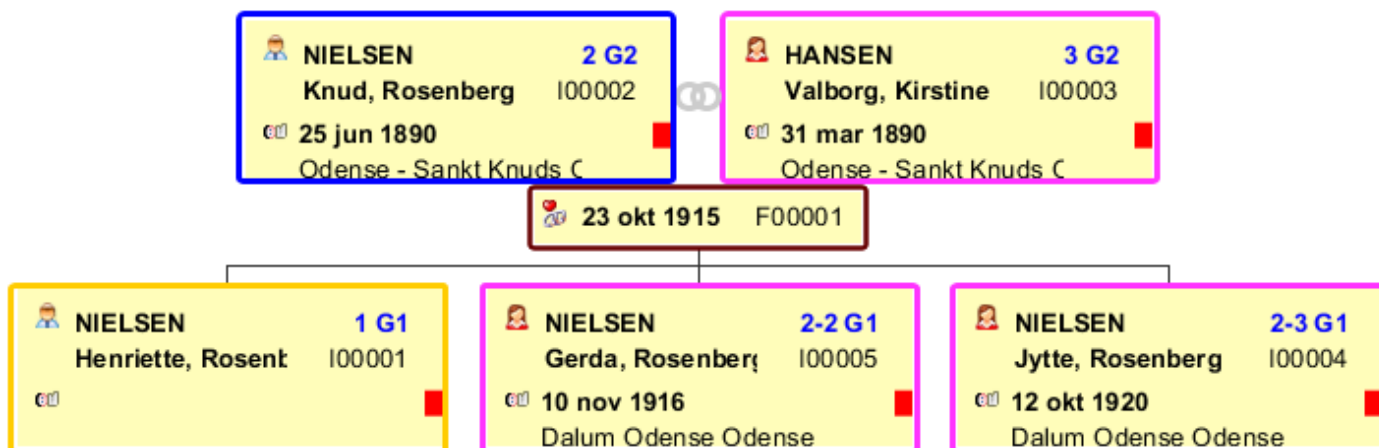 NIELSEN 2 G2
Knud, Rosenberg I00002
25 jun 1890
Odense - Sankt Knuds C
HANSEN 3 G2
Valborg, Kirstine I00003
31 mar 1890
Odense - Sankt Knuds C
23 okt 1915 F00001
NIELSEN 1 G1
Henriette, Rosenb I00001
NIELSEN 2-2 G1
Gerda, Rosenberg I00005
10 nov 1916
Dalum Odense Odense
NIELSEN 2-3 G1
Jytte, Rosenberg I00004
12 okt 1920
Dalum Odense Odense